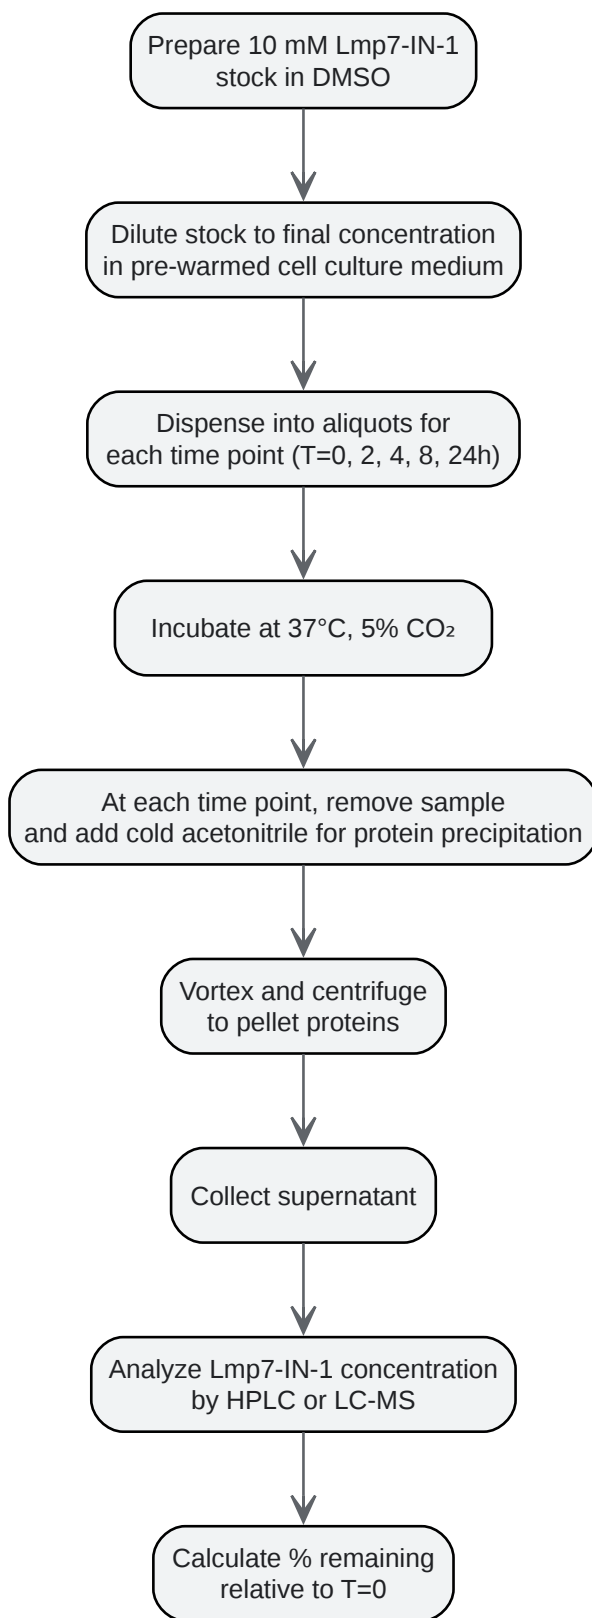 Prepare 10 mM Lmp7-IN-1
stock in DMSO
Dilute stock to final concentration
in pre-warmed cell culture medium
Dispense into aliquots for
each time point (T=0, 2, 4, 8, 24h)
Incubate at 37°C, 5% CO₂
At each time point, remove sample
and add cold acetonitrile for protein precipitation
Vortex and centrifuge
to pellet proteins
Collect supernatant
Analyze Lmp7-IN-1 concentration
by HPLC or LC-MS
Calculate % remaining
relative to T=0